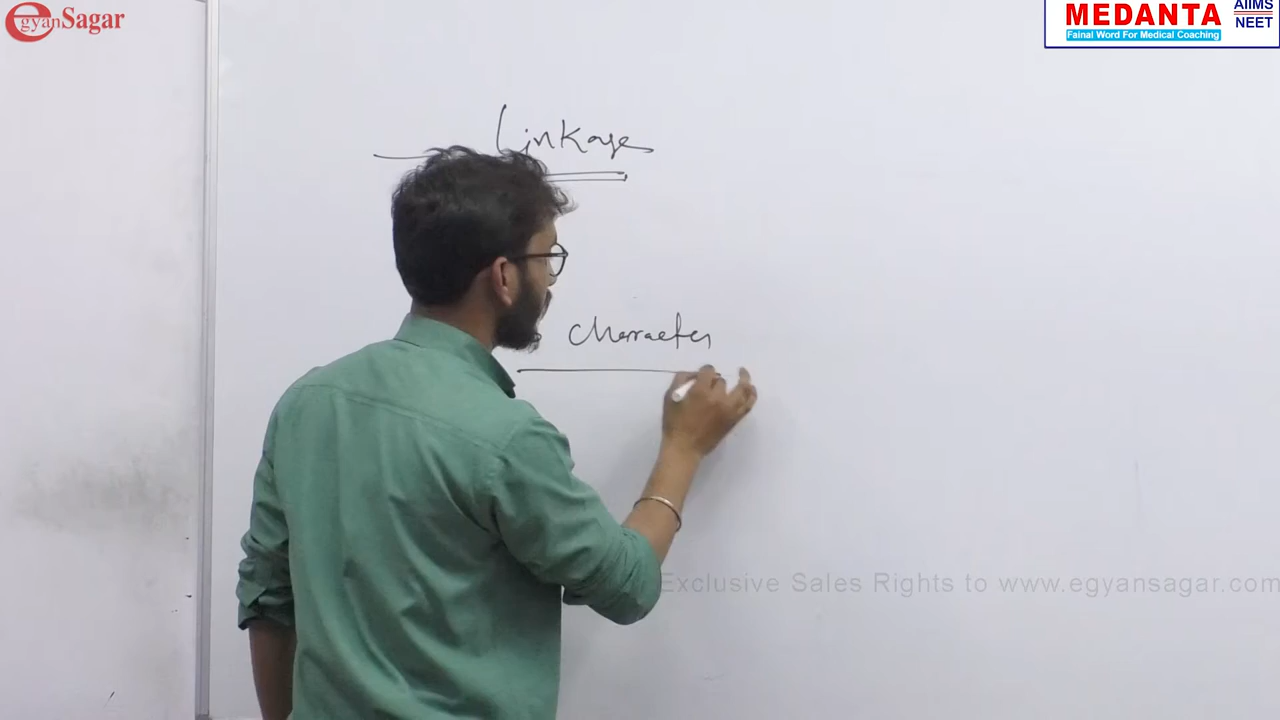 egyanSagar
MEDANTA
Fainal Word For Medical Coaching
AIIMS
NEET
Linkage
Character
Exclusive Sales Rights to www.egyansagar.com